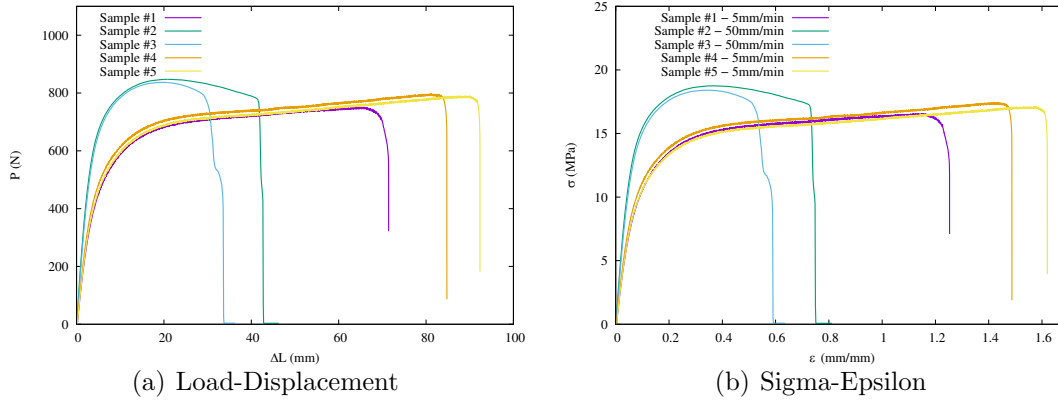 Sample #1
Sample #2
Sample #3
Sample #4
Sample #5
1000
800
600
400
200
0
P (N)
0 20 40 60 80 100
ΔL (mm)
(a) Load-Displacement
Sample #1 – 5mm/min
Sample #2 – 50mm/min
Sample #3 – 50mm/min
Sample #4 – 5mm/min
Sample #5 – 5mm/min
25
20
15
10
5
0
σ (MPa)
0 0.2 0.4 0.6 0.8 1 1.2 1.4 1.6
ε (mm/mm)
(b) Sigma-Epsilon